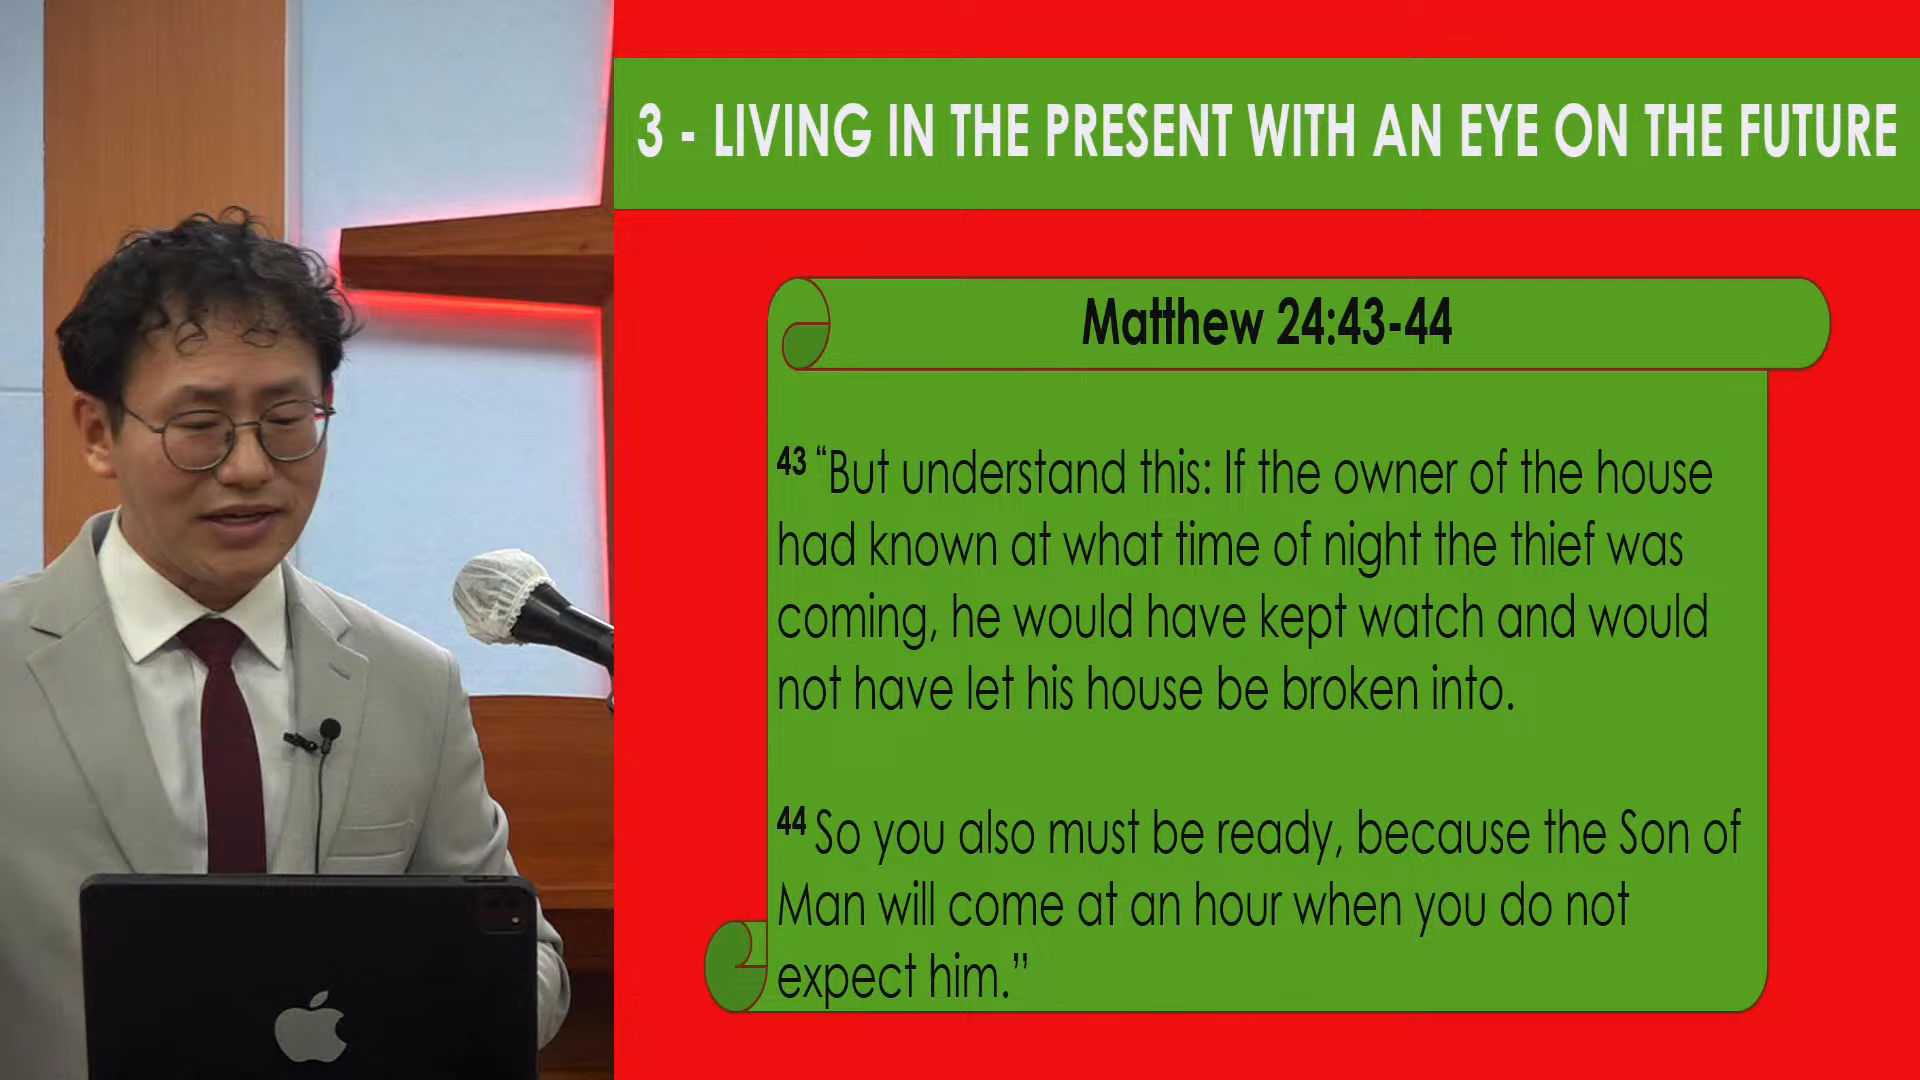 3 - LIVING IN THE PRESENT WITH AN EYE ON THE FUTURE
Matthew 24:43-44
43 “But understand this: If the owner of the house
had known at what time of night the thief was
coming, he would have kept watch and would
not have let his house be broken into.
44 So you also must be ready, because the Son of
Man will come at an hour when you do not
expect him.”